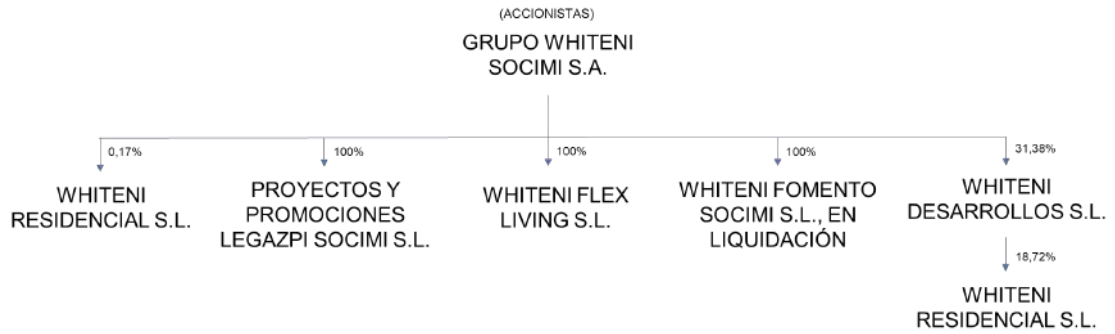 (ACCIONISTAS)
GRUPO WHITENI
SOCIMI S.A.
0,17%
100%
100%
100%
31,38%
WHITENI
RESIDENCIAL S.L.
PROYECTOS Y
PROMOCIONES
LEGAZPI SOCIMI S.L.
WHITENI FLEX
LIVING S.L.
WHITENI FOMENTO
SOCIMI S.L., EN
LIQUIDACIÓN
WHITENI
DESARROLLOS S.L.
18,72%
WHITENI
RESIDENCIAL S.L.